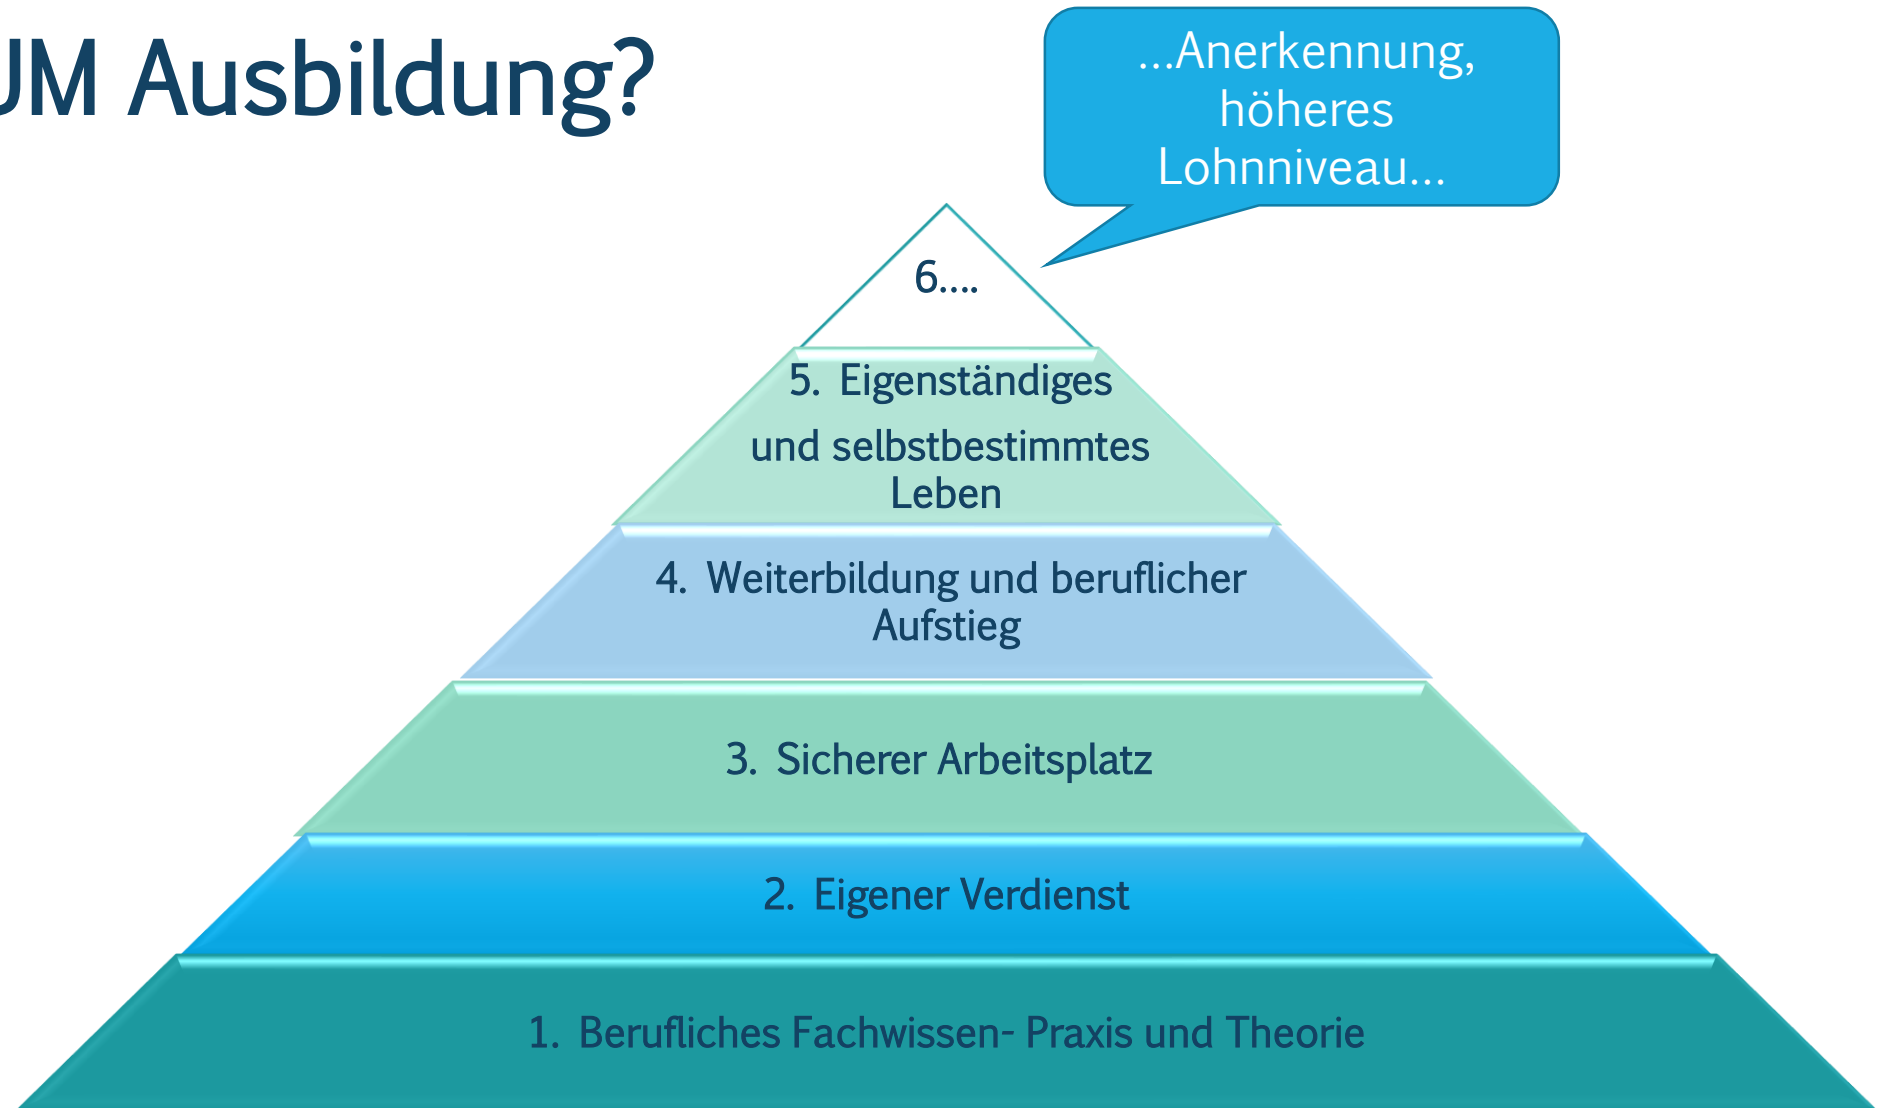 UM Ausbildung?
...Anerkennung,
höheres
Lohnniveau...
6....
5. Eigenständiges
und selbstbestimmtes
Leben
4. Weiterbildung und beruflicher
Aufstieg
3. Sicherer Arbeitsplatz
2. Eigener Verdienst
1. Berufliches Fachwissen- Praxis und Theorie